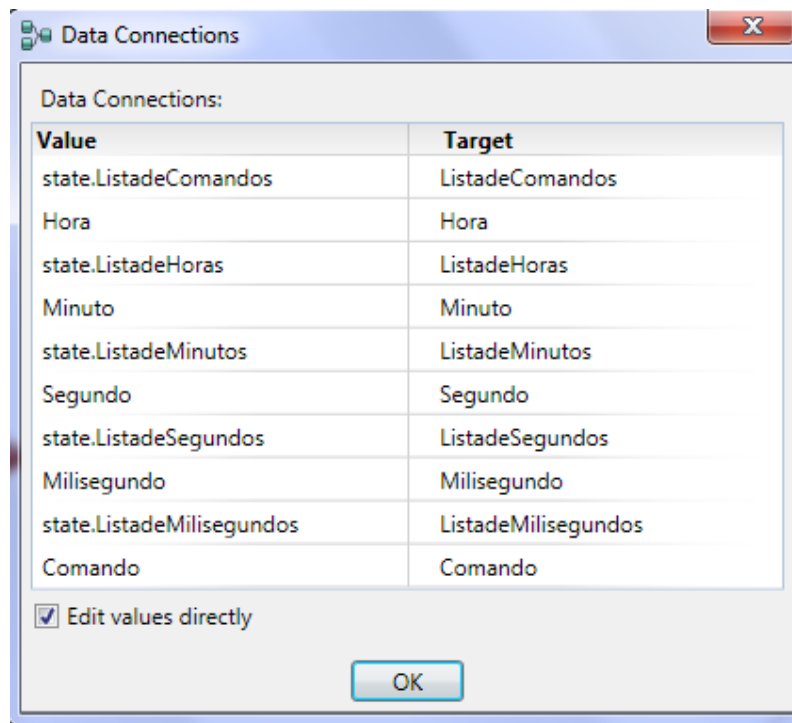 Data Connections
Data Connections:
Value Target
state.ListadeComandos ListadeComandos
Hora Hora
state.ListadeHoras ListadeHoras
Minuto Minuto
state.ListadeMinutos ListadeMinutos
Segundo Segundo
state.ListadeSegundos ListadeSegundos
Milisegundo Milisegundo
state.ListadeMilisegundos ListadeMilisegundos
Comando Comando
Edit values directly
OK